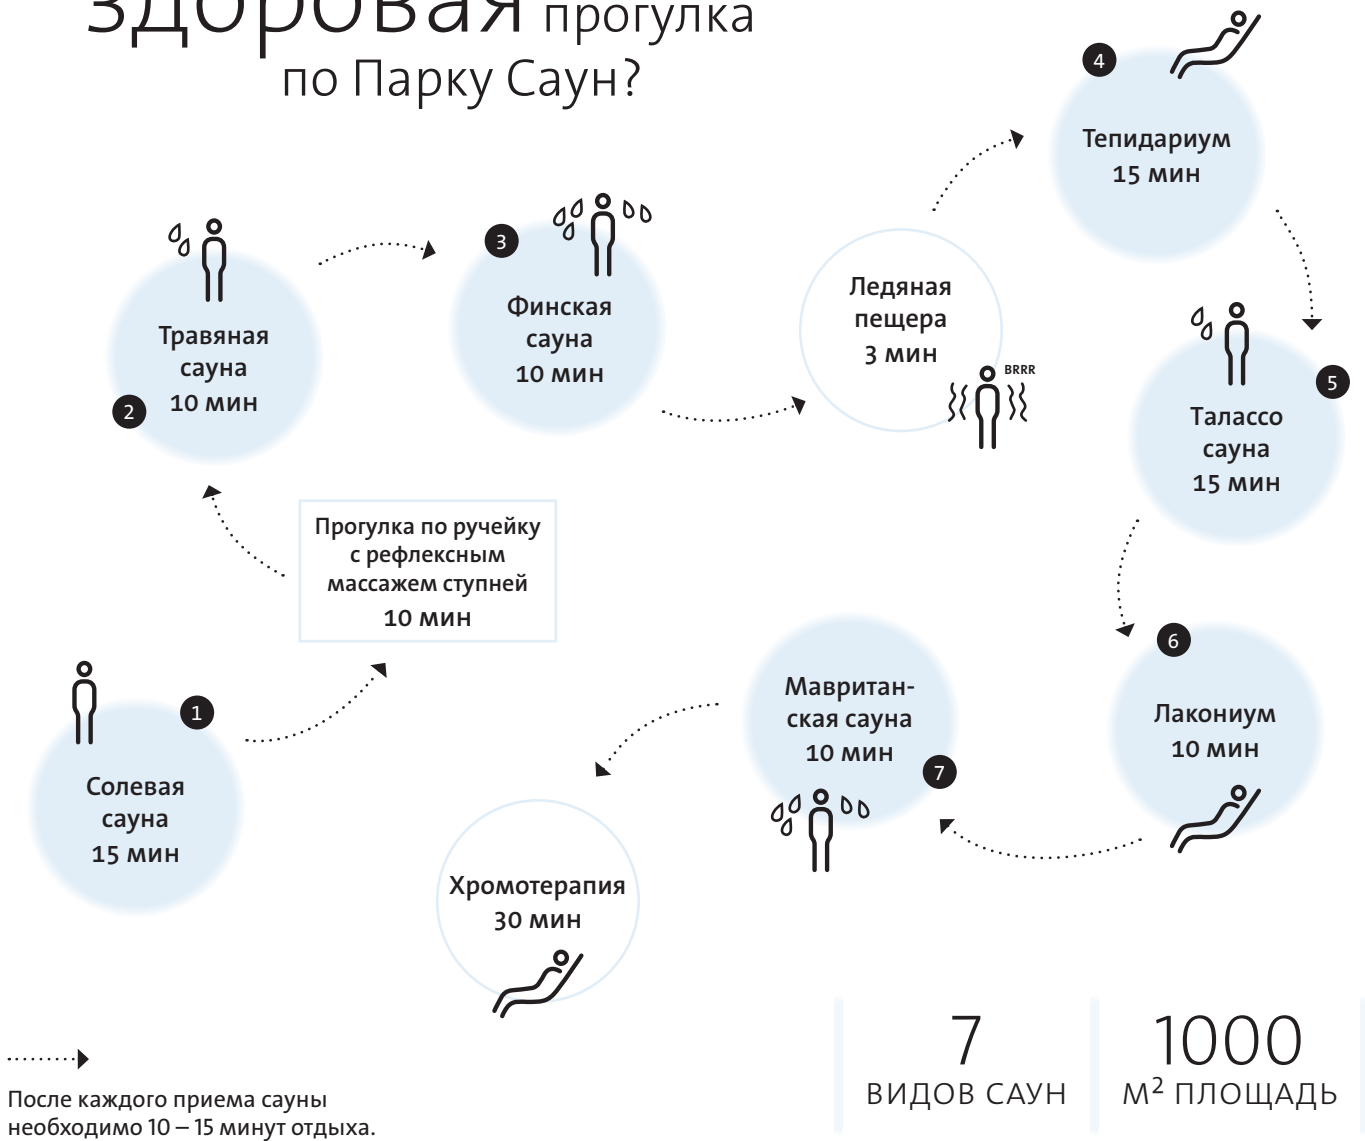 здоровая прогулка
по Парку Саун?
4
Тепидариум
15 мин
3
Финская
сауна
10 мин
Травяная
сауна
10 мин
2
Ледяная
пещера
3 мин
BRRR
5
Талассо
сауна
15 мин
Прогулка по ручейку
с рефлексным
массажем ступней
10 мин
1
Солевая
сауна
15 мин
6
Лакониум
10 мин
Мавритан-
ская сауна
10 мин
7
Хромотерапия
30 мин
После каждого приема сауны
необходимо 10 – 15 минут отдыха.
7
ВИДОВ САУН
1000
М² ПЛОЩАДЬ